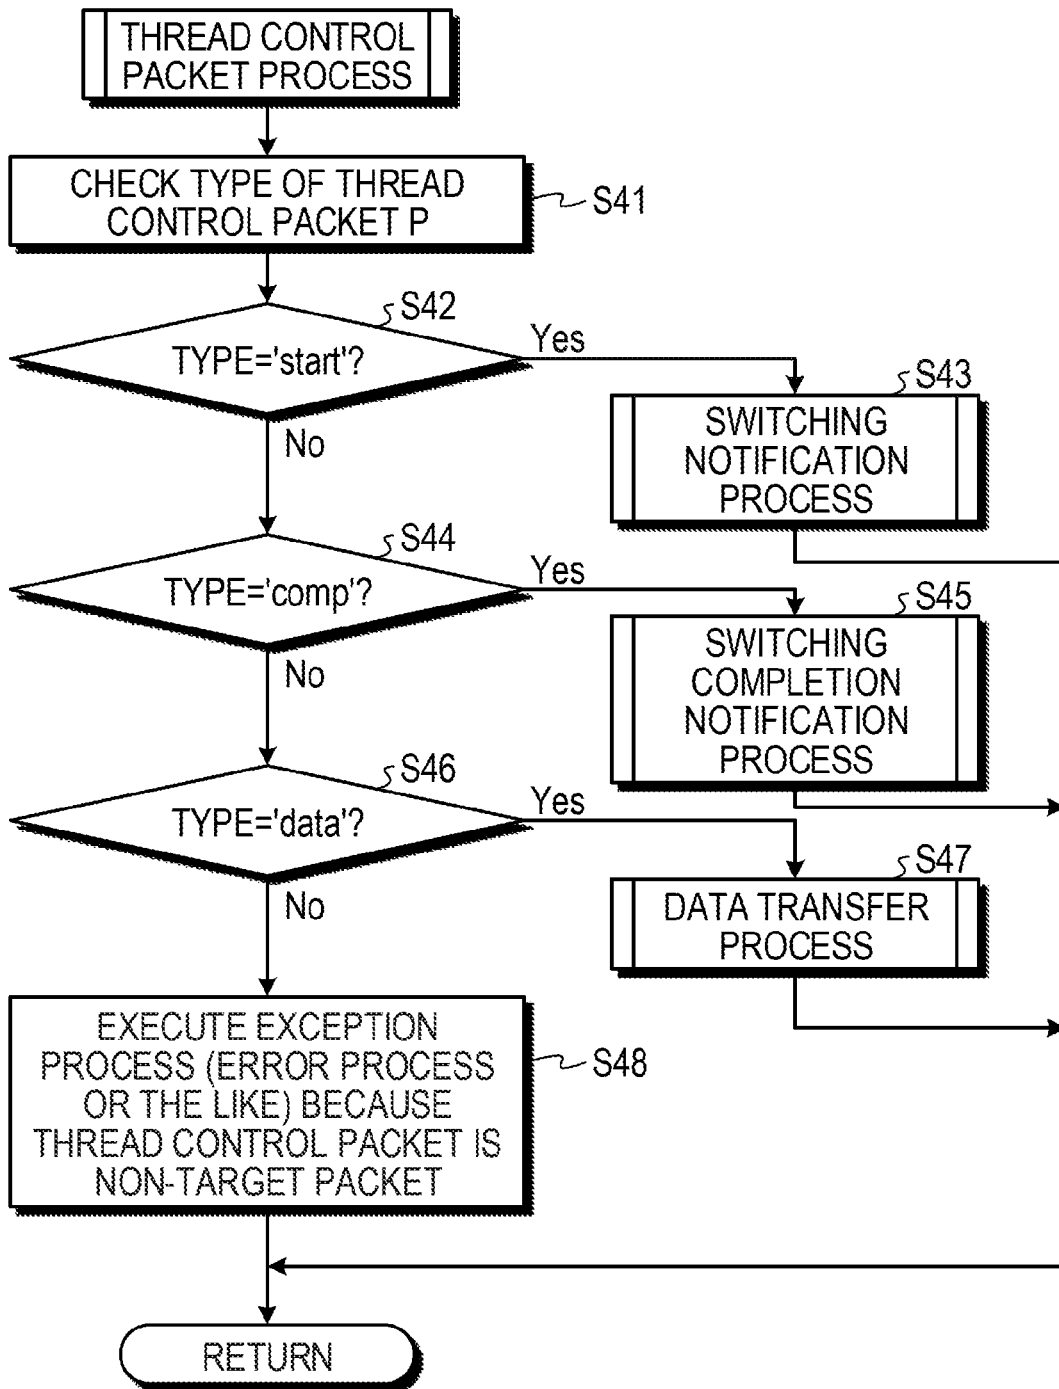 THREAD CONTROL
PACKET PROCESS
CHECK TYPE OF THREAD
CONTROL PACKET P
S41
S42
TYPE='start'?
Yes
No
S43
SWITCHING
NOTIFICATION
PROCESS
S44
TYPE='comp'?
Yes
No
S45
SWITCHING
COMPLETION
NOTIFICATION
PROCESS
S46
TYPE='data'?
Yes
No
S47
DATA TRANSFER
PROCESS
EXECUTE EXCEPTION
PROCESS (ERROR PROCESS
OR THE LIKE) BECAUSE
THREAD CONTROL PACKET IS
NON-TARGET PACKET
S48
RETURN